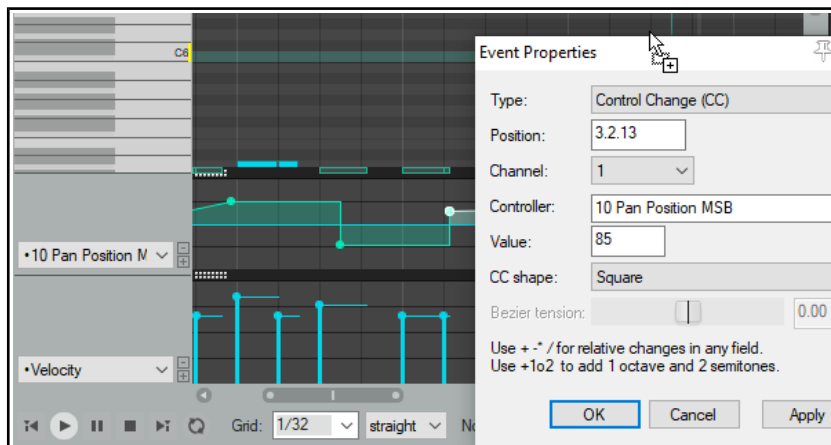 C6
Event Properties
Type:
Control Change (CC)
Position:
3.2.13
Channel:
1
Controller:
10 Pan Position MSB
Value:
85
CC shape:
Square
Bezier tension:
0.00
Use + -* / for relative changes in any field.
Use +1o2 to add 1 octave and 2 semitones.
OK
Cancel
Apply
•10 Pan Position M
•Velocity
Grid:
1/32
straight